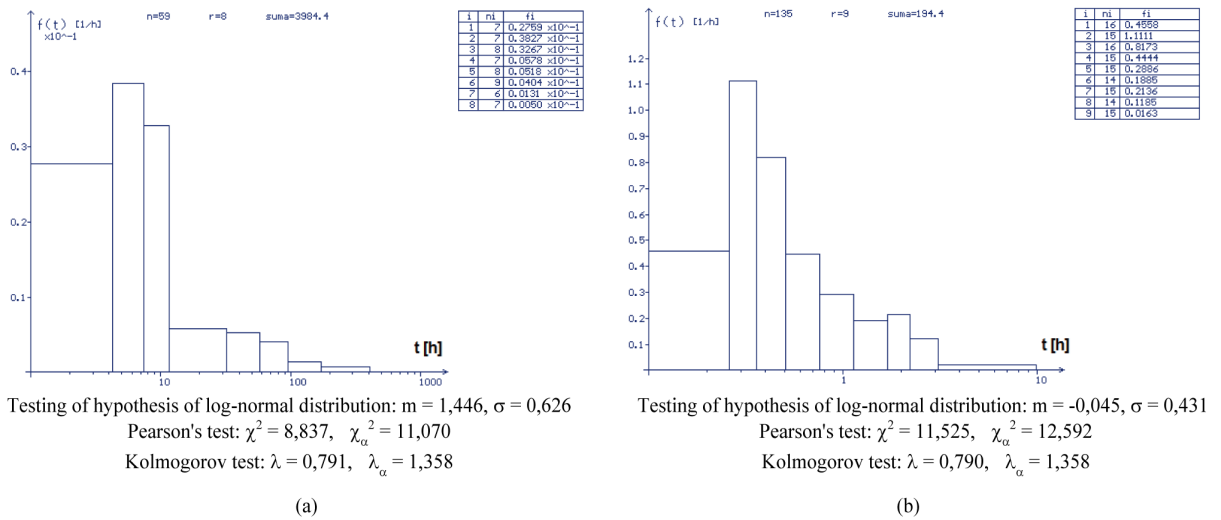 f(t) [1/h]
x10^-1
n=59 r=8 suma=3984.4
i ni fi
1 7 0.2759 x10^-1
2 7 0.3827 x10^-1
3 8 0.3267 x10^-1
4 7 0.0578 x10^-1
5 8 0.0518 x10^-1
6 9 0.0404 x10^-1
7 6 0.0131 x10^-1
8 7 0.0050 x10^-1
0.4
0.3
0.2
0.1
t [h]
10 100 1000
Testing of hypothesis of log-normal distribution: m = 1,446, σ = 0,626
Pearson's test: χ² = 8,837, χα² = 11,070
Kolmogorov test: λ = 0,791, λα = 1,358
(a)
f(t) [1/h]
n=135 r=9 suma=194.4
i ni fi
1 16 0.4558
2 15 1.1111
3 16 0.8173
4 15 0.4444
5 15 0.2886
6 14 0.1885
7 15 0.2136
8 14 0.1185
9 15 0.0163
1.2
1.1
1.0
0.9
0.8
0.7
0.6
0.5
0.4
0.3
0.2
0.1
t [h]
1 10
Testing of hypothesis of log-normal distribution: m = -0,045, σ = 0,431
Pearson's test: χ² = 11,525, χα² = 12,592
Kolmogorov test: λ = 0,790, λα = 1,358
(b)